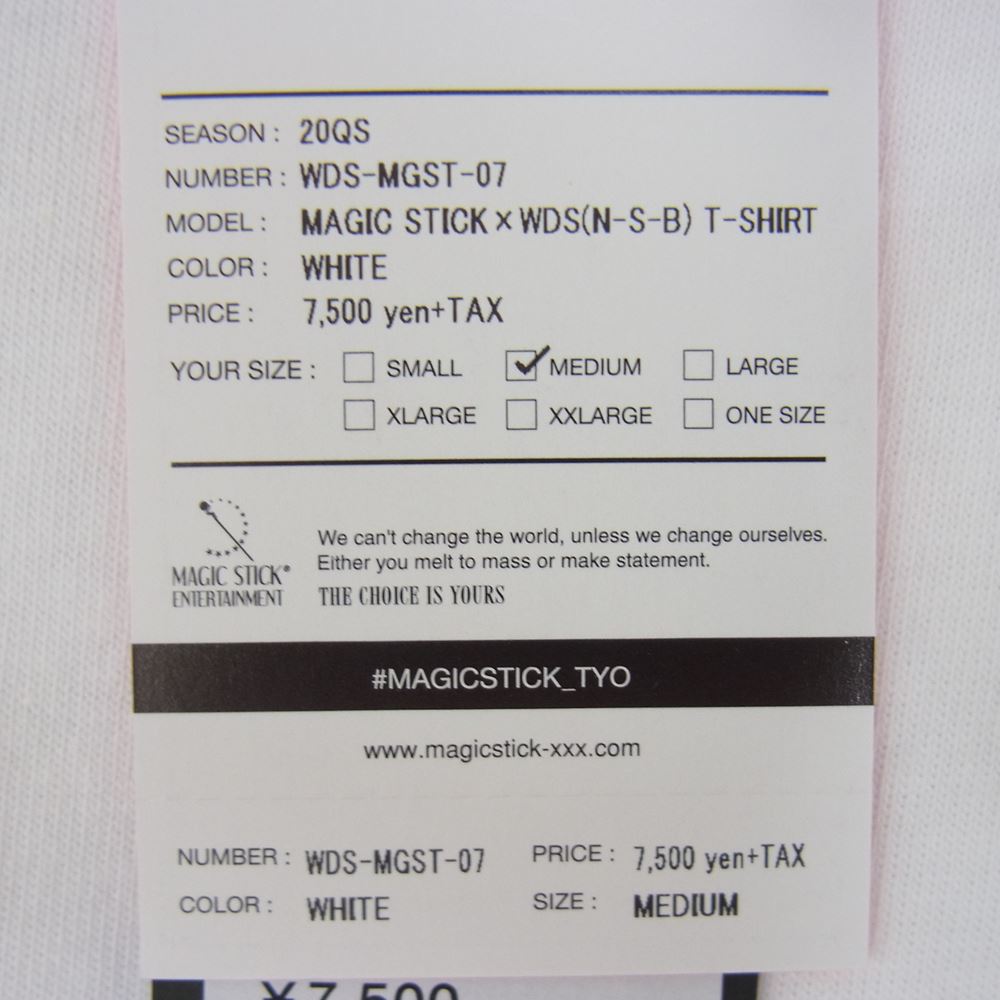 SEASON : 20QS
NUMBER : WDS-MGST-07
MODEL : MAGIC STICK×WDS(N-S-B) T-SHIRT
COLOR : WHITE
PRICE : 7,500 yen+TAX
YOUR SIZE : SMALL MEDIUM LARGE
XLARGE XXLARGE ONE SIZE
We can't change the world, unless we change ourselves.
Either you melt to mass or make statement.
THE CHOICE IS YOURS
MAGIC STICK®
ENTERTAINMENT
#MAGICSTICK_TYO
www.magicstick-xxx.com
NUMBER : WDS-MGST-07 PRICE : 7,500 yen+TAX
COLOR : WHITE SIZE : MEDIUM
¥7,500